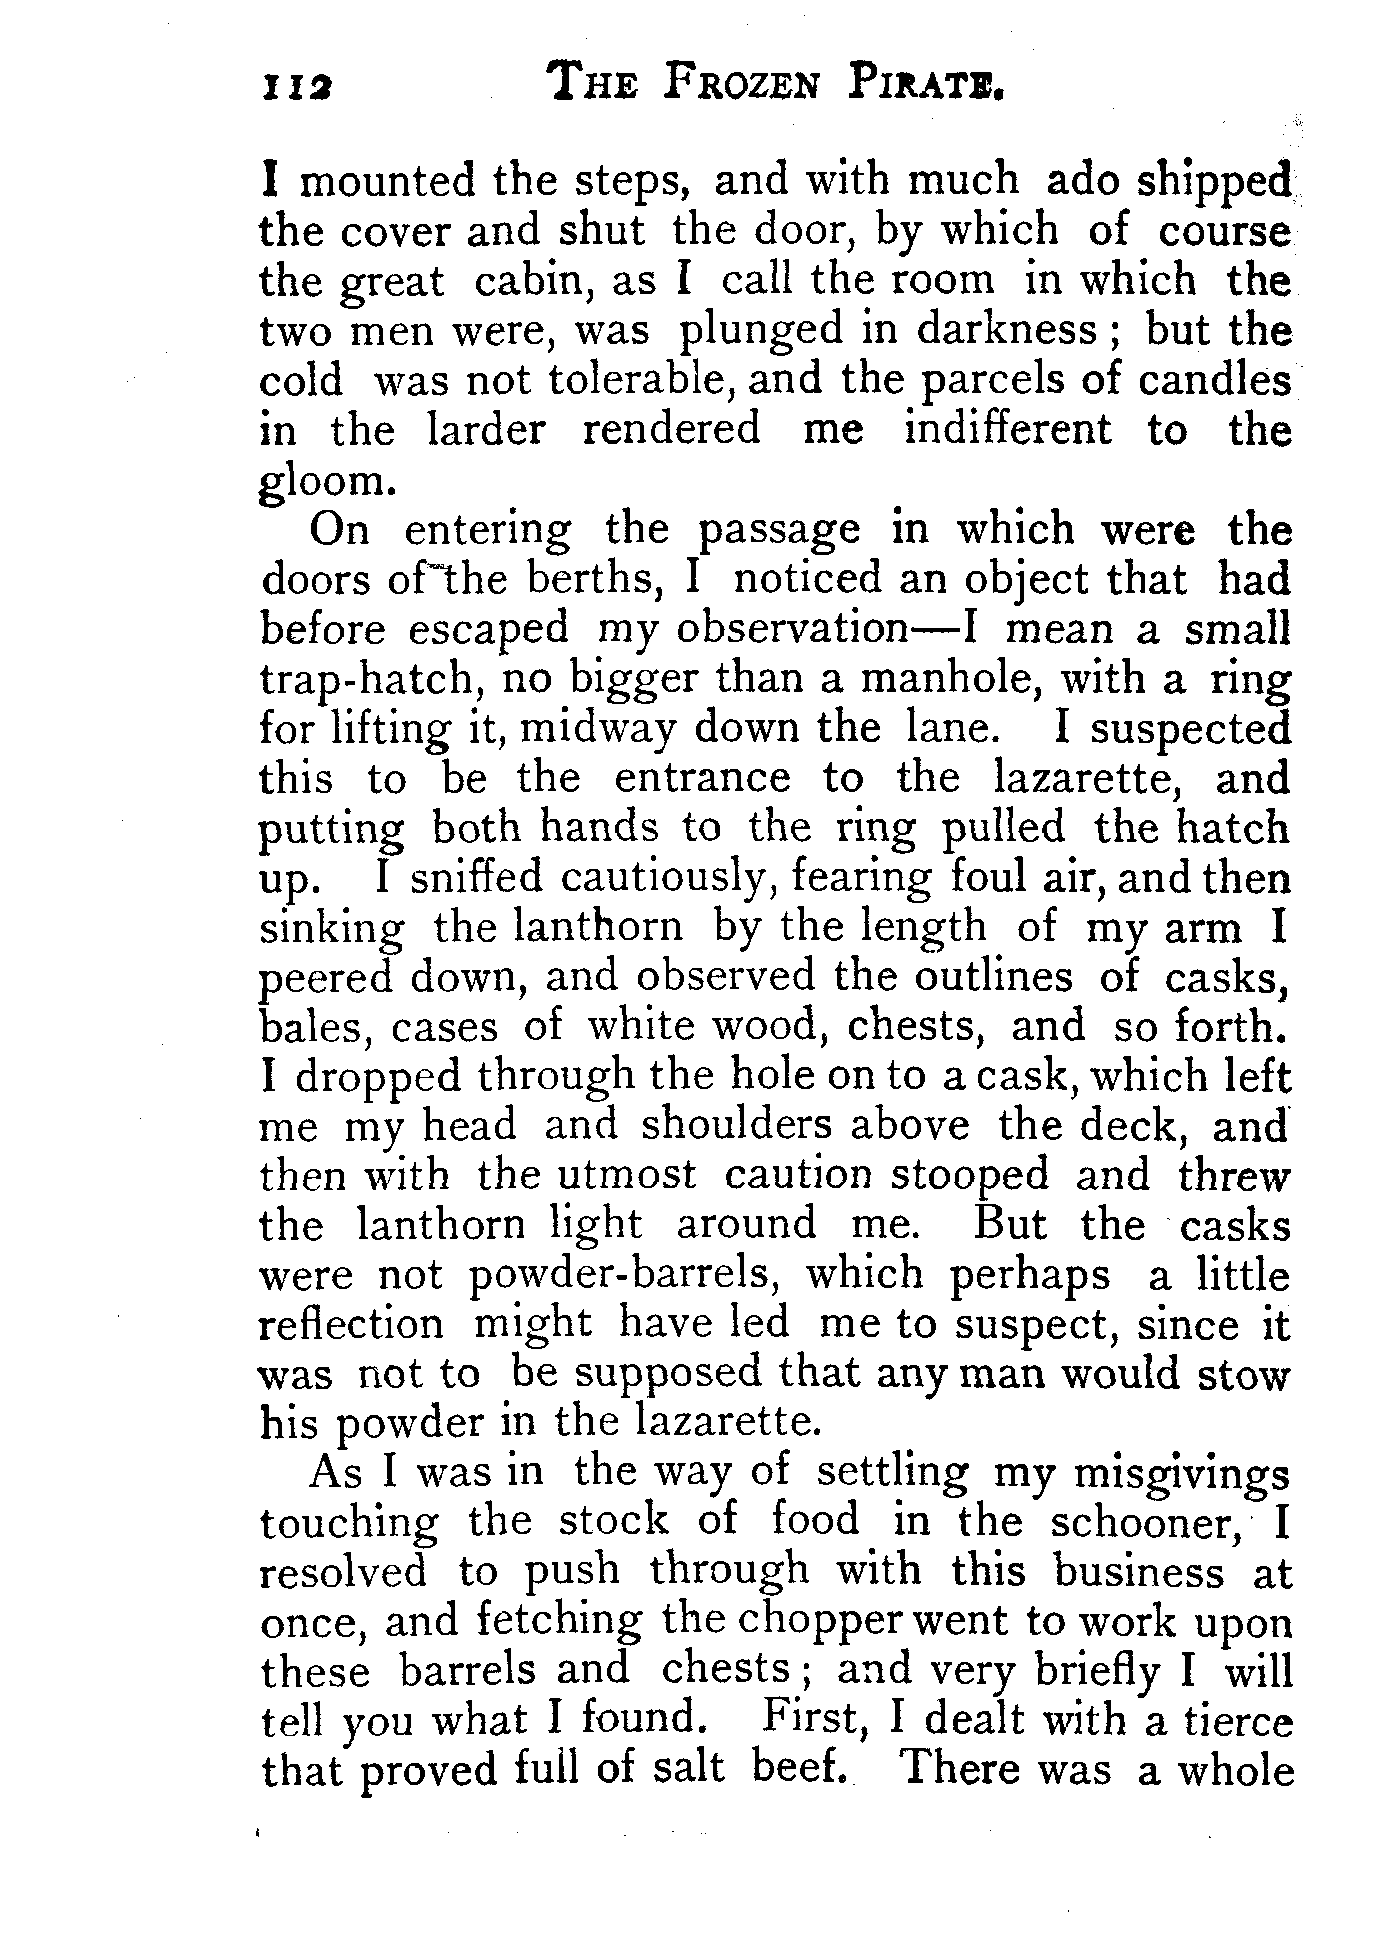 112 THE FROZEN PIRATE.
I mounted the steps, and with much ado shipped
the cover and shut the door, by which of course
the great cabin, as I call the room in which the
two men were, was plunged in darkness ; but the
cold was not tolerable, and the parcels of candles
in the larder rendered me indifferent to the
gloom.
On entering the passage in which were the
doors of the berths, I noticed an object that had
before escaped my observation—I mean a small
trap-hatch, no bigger than a manhole, with a ring
for lifting it, midway down the lane. I suspected
this to be the entrance to the lazarette, and
putting both hands to the ring pulled the hatch
up. I sniffed cautiously, fearing foul air, and then
sinking the lanthorn by the length of my arm I
peered down, and observed the outlines of casks,
bales, cases of white wood, chests, and so forth.
I dropped through the hole on to a cask, which left
me my head and shoulders above the deck, and
then with the utmost caution stooped and threw
the lanthorn light around me. But the casks
were not powder-barrels, which perhaps a little
reflection might have led me to suspect, since it
was not to be supposed that any man would stow
his powder in the lazarette.
As I was in the way of settling my misgivings
touching the stock of food in the schooner, I
resolved to push through with this business at
once, and fetching the chopper went to work upon
these barrels and chests ; and very briefly I will
tell you what I found. First, I dealt with a tierce
that proved full of salt beef. There was a whole